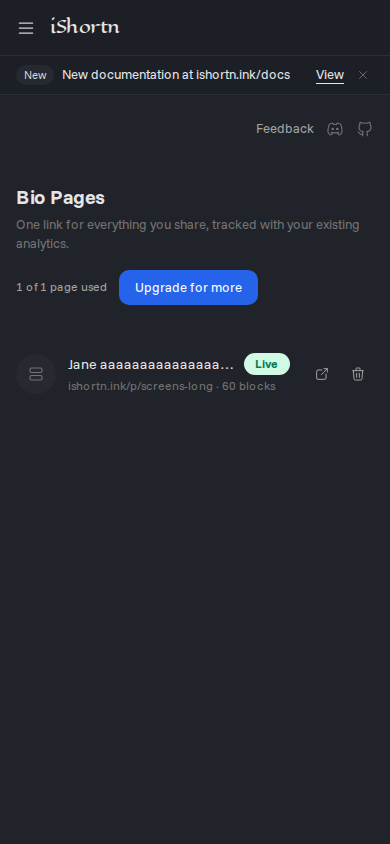 iShortn
New New documentation at ishortn.ink/docs View
Feedback
Bio Pages
One link for everything you share, tracked with your existing
analytics.
1 of 1 page used Upgrade for more
Jane aaaaaaaaaaaaaaa... Live
ishortn.ink/p/screens-long · 60 blocks